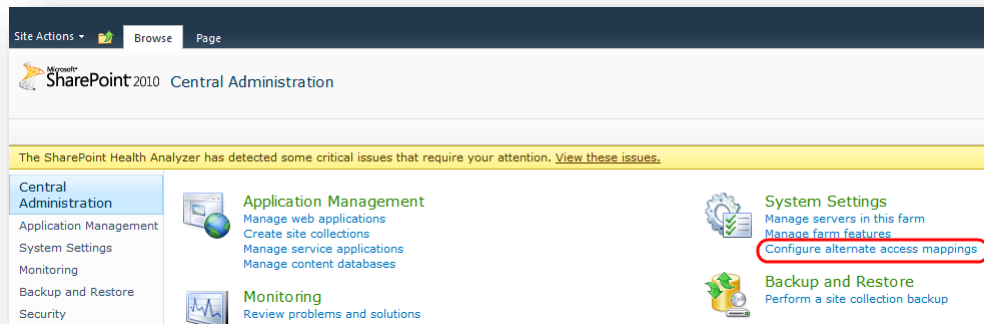 Site Actions Browse Page
Microsoft
SharePoint 2010 Central Administration
The SharePoint Health Analyzer has detected some critical issues that require your attention. View these issues.
Central
Administration
Application Management
System Settings
Monitoring
Backup and Restore
Security
Application Management
Manage web applications
Create site collections
Manage service applications
Manage content databases
Monitoring
Review problems and solutions
System Settings
Manage servers in this farm
Manage farm features
Configure alternate access mappings
Backup and Restore
Perform a site collection backup